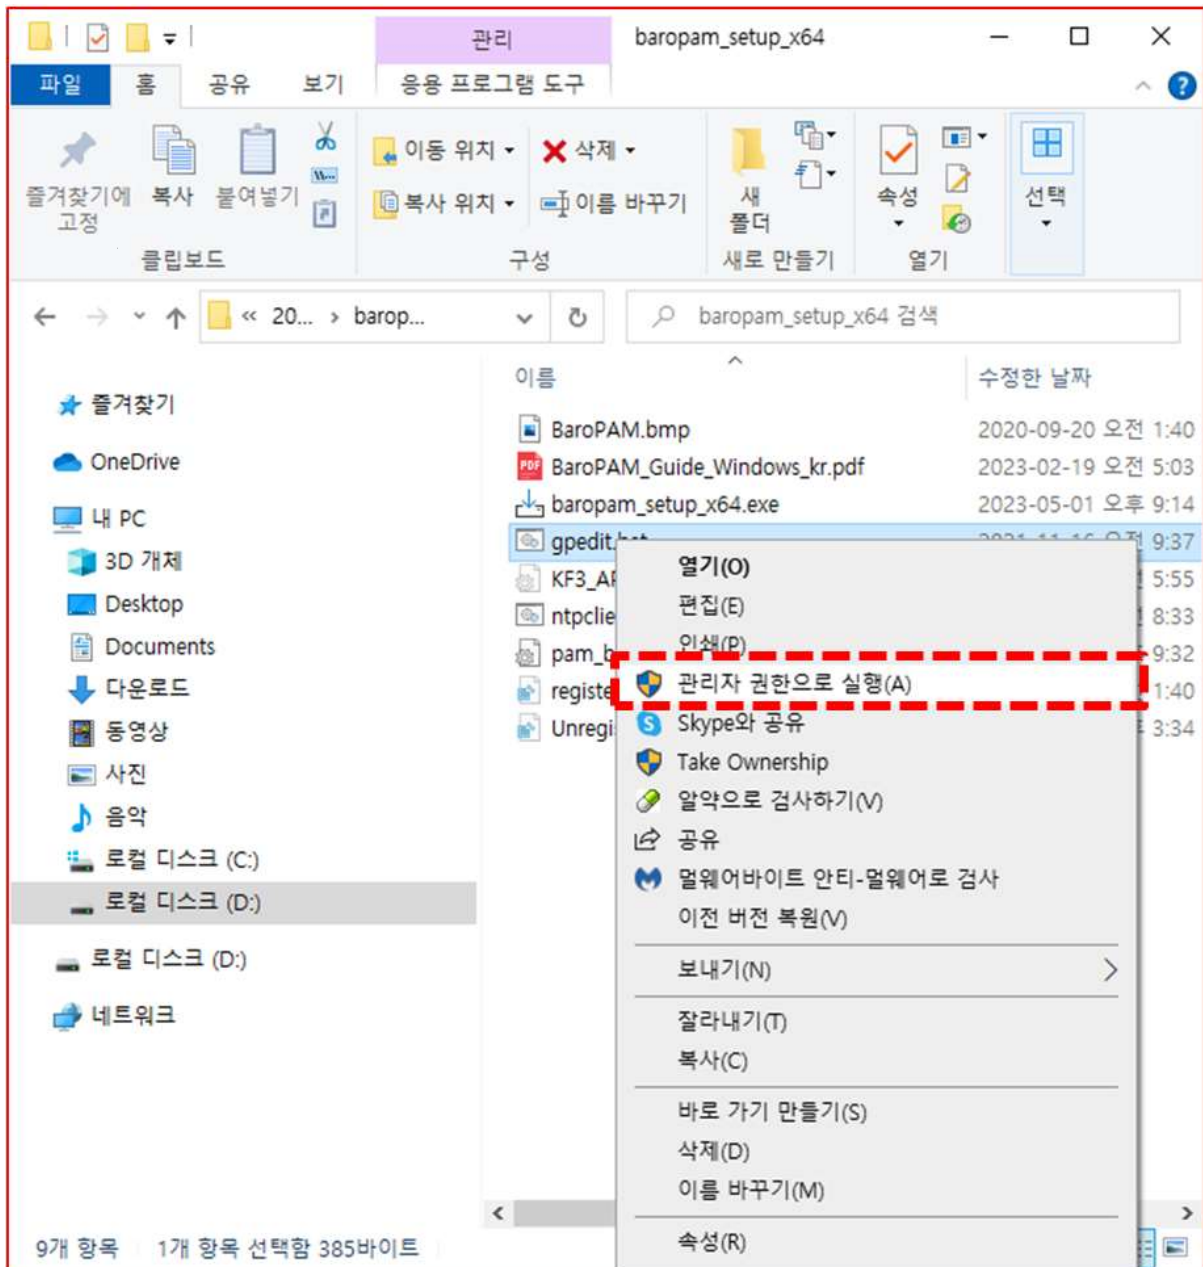 관리
baropam_setup_x64
파일 홈 공유 보기 응용 프로그램 도구
즐겨찾기에 고정
복사
붙여넣기
클립보드
이동 위치
복사 위치
삭제
이름 바꾸기
구성
새 폴더
새로 만들기
속성
열기
선택
« 20... › barop...
baropam_setup_x64 검색
즐겨찾기
OneDrive
내 PC
3D 개체
Desktop
Documents
다운로드
동영상
사진
음악
로컬 디스크 (C:)
로컬 디스크 (D:)
로컬 디스크 (D:)
네트워크
이름 수정한 날짜
BaroPAM.bmp 2020-09-20 오전 1:40
BaroPAM_Guide_Windows_kr.pdf 2023-02-19 오전 5:03
baropam_setup_x64.exe 2023-05-01 오후 9:14
gpedit. 9:37
KF3_ 5:55
ntpclie 8:33
pam_b 9:32
registe 1:40
Unregi 3:34
열기(O)
편집(E)
인쇄(P)
관리자 권한으로 실행(A)
Skype와 공유
Take Ownership
알약으로 검사하기(V)
공유
멀웨어바이트 안티-멀웨어로 검사
이전 버전 복원(V)
보내기(N)
잘라내기(T)
복사(C)
바로 가기 만들기(S)
삭제(D)
이름 바꾸기(M)
속성(R)
9개 항목 1개 항목 선택함 385바이트